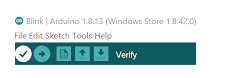 Blink | Arduino 1.8.13 (Windows Store 1.8.42.0)
File Edit Sketch Tools Help
Verify